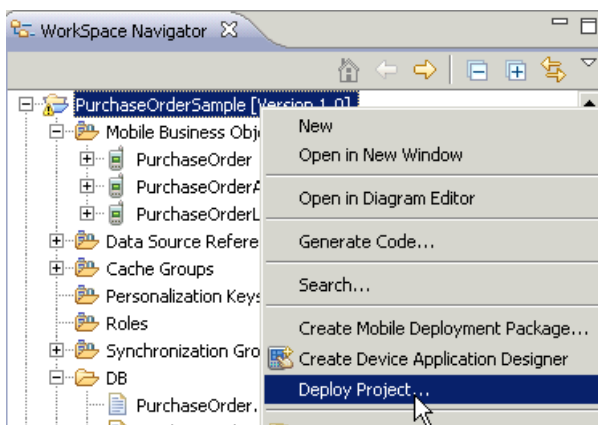 WorkSpace Navigator
PurchaseOrderSample [Version 1.0]
Mobile Business Obj
PurchaseOrder
PurchaseOrderA
PurchaseOrderL
Data Source Refere
Cache Groups
Personalization Keys
Roles
Synchronization Gro
DB
PurchaseOrder.
New
Open in New Window
Open in Diagram Editor
Generate Code...
Search...
Create Mobile Deployment Package...
Create Device Application Designer
Deploy Project...